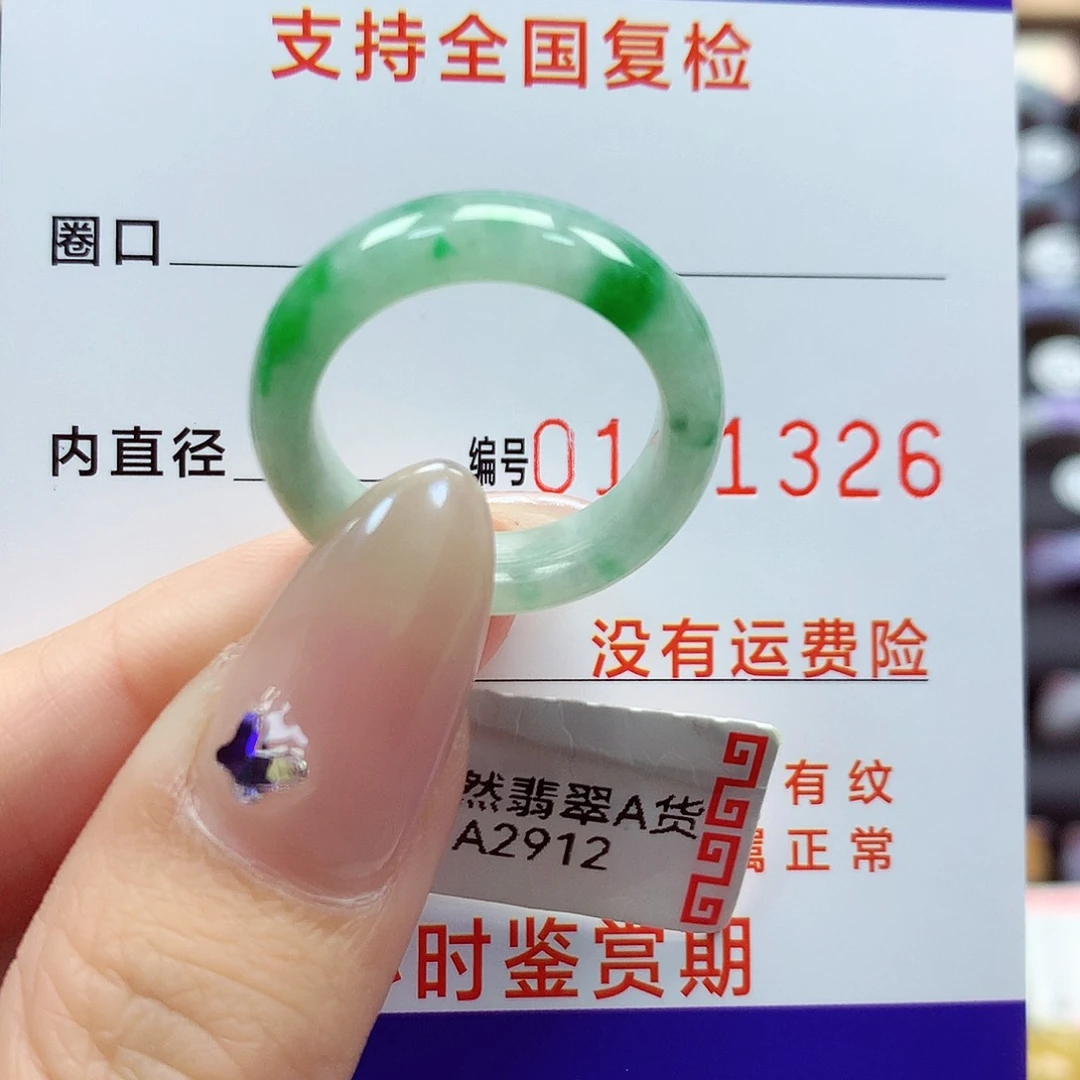 支持全国复检
圈口
内直径 编号01 1326
没有运费险
然翡翠A货
A2912
有纹
属正常
时鉴赏期